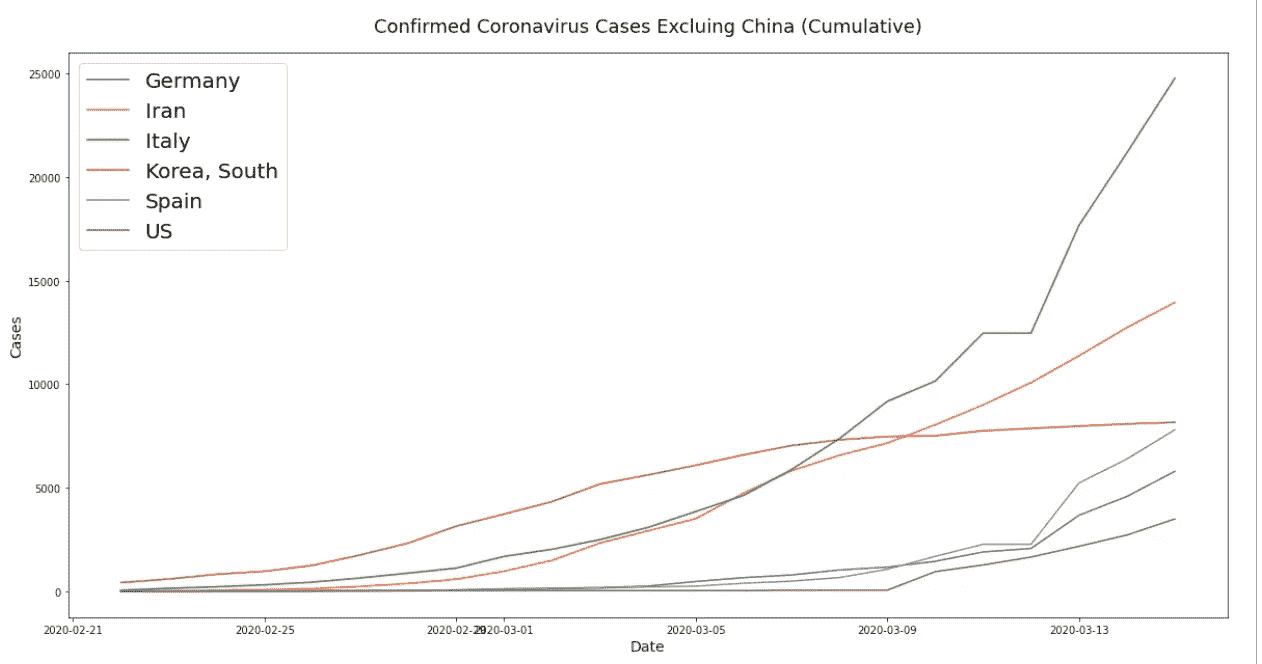 Confirmed Coronavirus Cases Excluing China (Cumulative)
Germany
Iran
Italy
Korea, South
Spain
US
25000
20000
15000
10000
5000
0
Cases
2020-02-21 2020-02-25 2020-02-29 2020-03-01 2020-03-05 2020-03-09 2020-03-13
Date